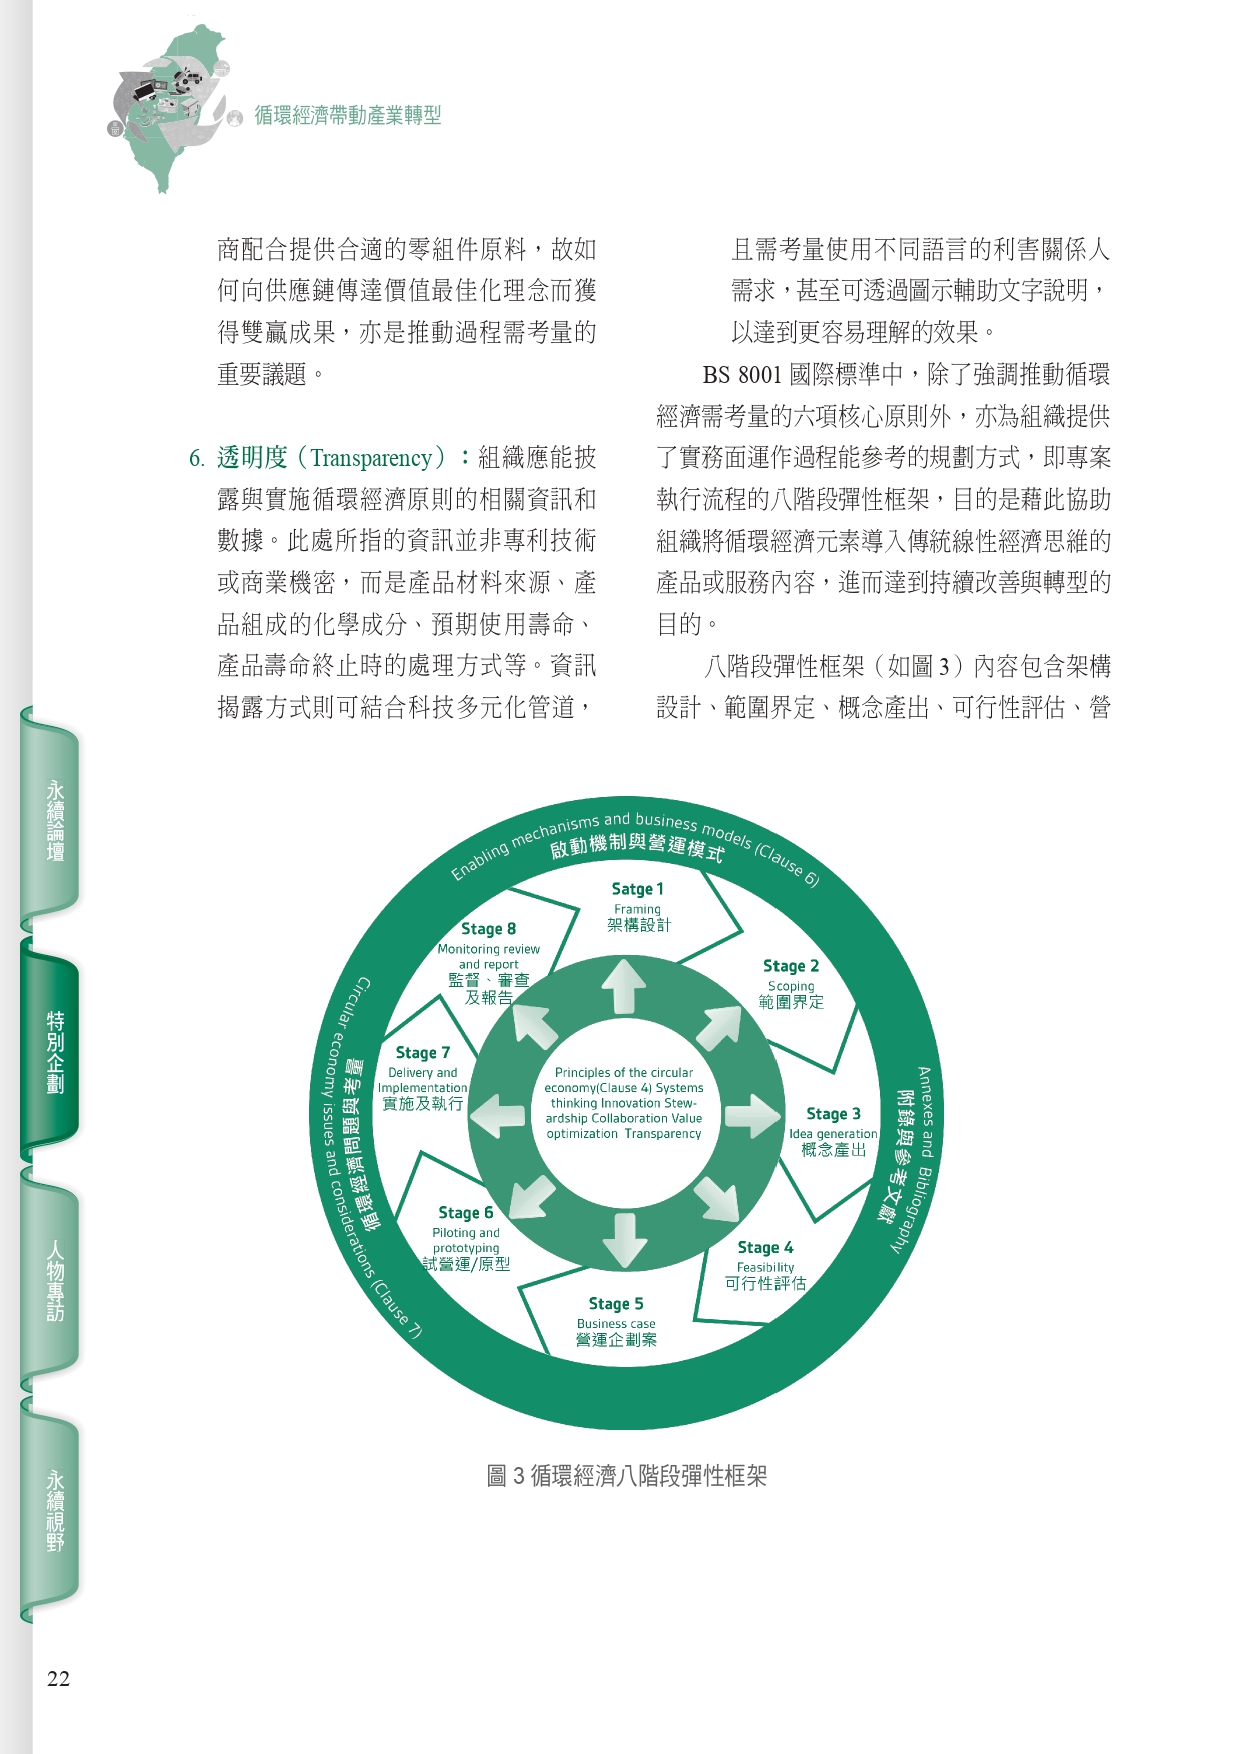 循環經濟帶動產業轉型
商配合提供合適的零組件原料，故如
何向供應鏈傳達價值最佳化理念而獲
得雙贏成果，亦是推動過程需考量的
重要議題。
6. 透明度（Transparency）：組織應能披
露與實施循環經濟原則的相關資訊和
數據。此處所指的資訊並非專利技術
或商業機密，而是產品材料來源、產
品組成的化學成分、預期使用壽命、
產品壽命終止時的處理方式等。資訊
揭露方式則可結合科技多元化管道，
且需考量使用不同語言的利害關係人
需求，甚至可透過圖示輔助文字說明，
以達到更容易理解的效果。
BS 8001 國際標準中，除了強調推動循環
經濟需考量的六項核心原則外，亦為組織提供
了實務面運作過程能參考的規劃方式，即專案
執行流程的八階段彈性框架，目的是藉此協助
組織將循環經濟元素導入傳統線性經濟思維的
產品或服務內容，進而達到持續改善與轉型的
目的。
八階段彈性框架（如圖 3）內容包含架構
設計、範圍界定、概念產出、可行性評估、營
Enabling mechanisms and business models (Clause 6)
啟動機制與營運模式
Satge 1
Framing
架構設計
Stage 2
Scoping
範圍界定
Stage 3
Idea generation
概念產出
Stage 4
Feasibility
可行性評估
Stage 5
Business case
營運企劃案
Stage 6
Piloting and
prototyping
試營運/原型
Stage 7
Delivery and
Implementation
實施及執行
Stage 8
Monitoring review
and report
監督、審查
及報告
Principles of the circular
economy(Clause 4) Systems
thinking Innovation Stew-
ardship Collaboration Value
optimization Transparency
Annexes and Bibliography
附錄與參考文獻
Circular economy issues and considerations (Clause 7)
循環經濟問題與考量
圖 3 循環經濟八階段彈性框架
永續論壇
特別企劃
人物專訪
永續視野
22